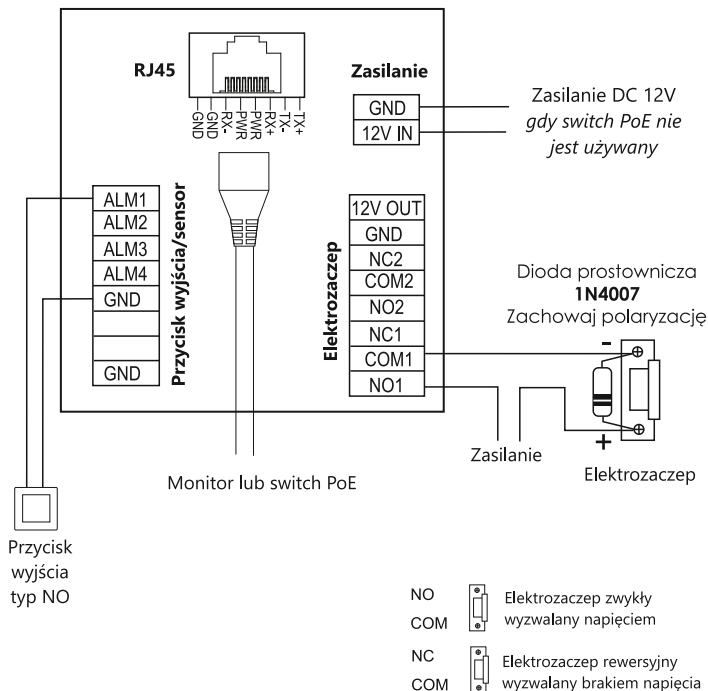 RJ45
GND
GND
RX-
PWR
PWR
RX+
TX-
TX+
Zasilanie
GND
12V IN
Zasilanie DC 12V
gdy switch PoE nie
jest używany
ALM1
ALM2
ALM3
ALM4
GND
GND
Przycisk wyjścia/sensor
Elektrozaczep
12V OUT
GND
NC2
COM2
NO2
NC1
COM1
NO1
Dioda prostownicza
1N4007
Zachowaj polaryzację
-
+
Zasilanie
Elektrozaczep
Monitor lub switch PoE
Przycisk
wyjścia
typ NO
NO
COM
Elektrozaczep zwykły
wyzwalany napięciem
NC
COM
Elektrozaczep rewersyjny
wyzwalany brakiem napięcia